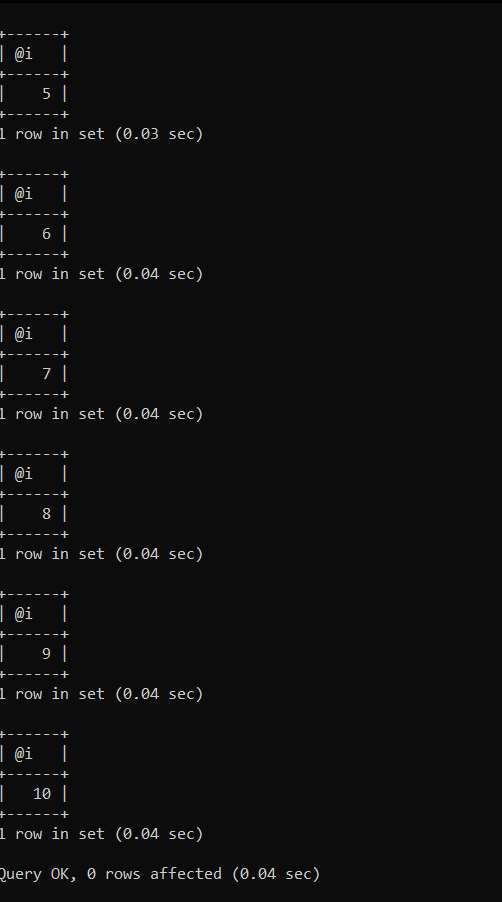 +------+
| @i   |
+------+
|    5 |
+------+
1 row in set (0.03 sec)
+------+
| @i   |
+------+
|    6 |
+------+
1 row in set (0.04 sec)
+------+
| @i   |
+------+
|    7 |
+------+
1 row in set (0.04 sec)
+------+
| @i   |
+------+
|    8 |
+------+
1 row in set (0.04 sec)
+------+
| @i   |
+------+
|    9 |
+------+
1 row in set (0.04 sec)
+------+
| @i   |
+------+
|   10 |
+------+
1 row in set (0.04 sec)
Query OK, 0 rows affected (0.04 sec)